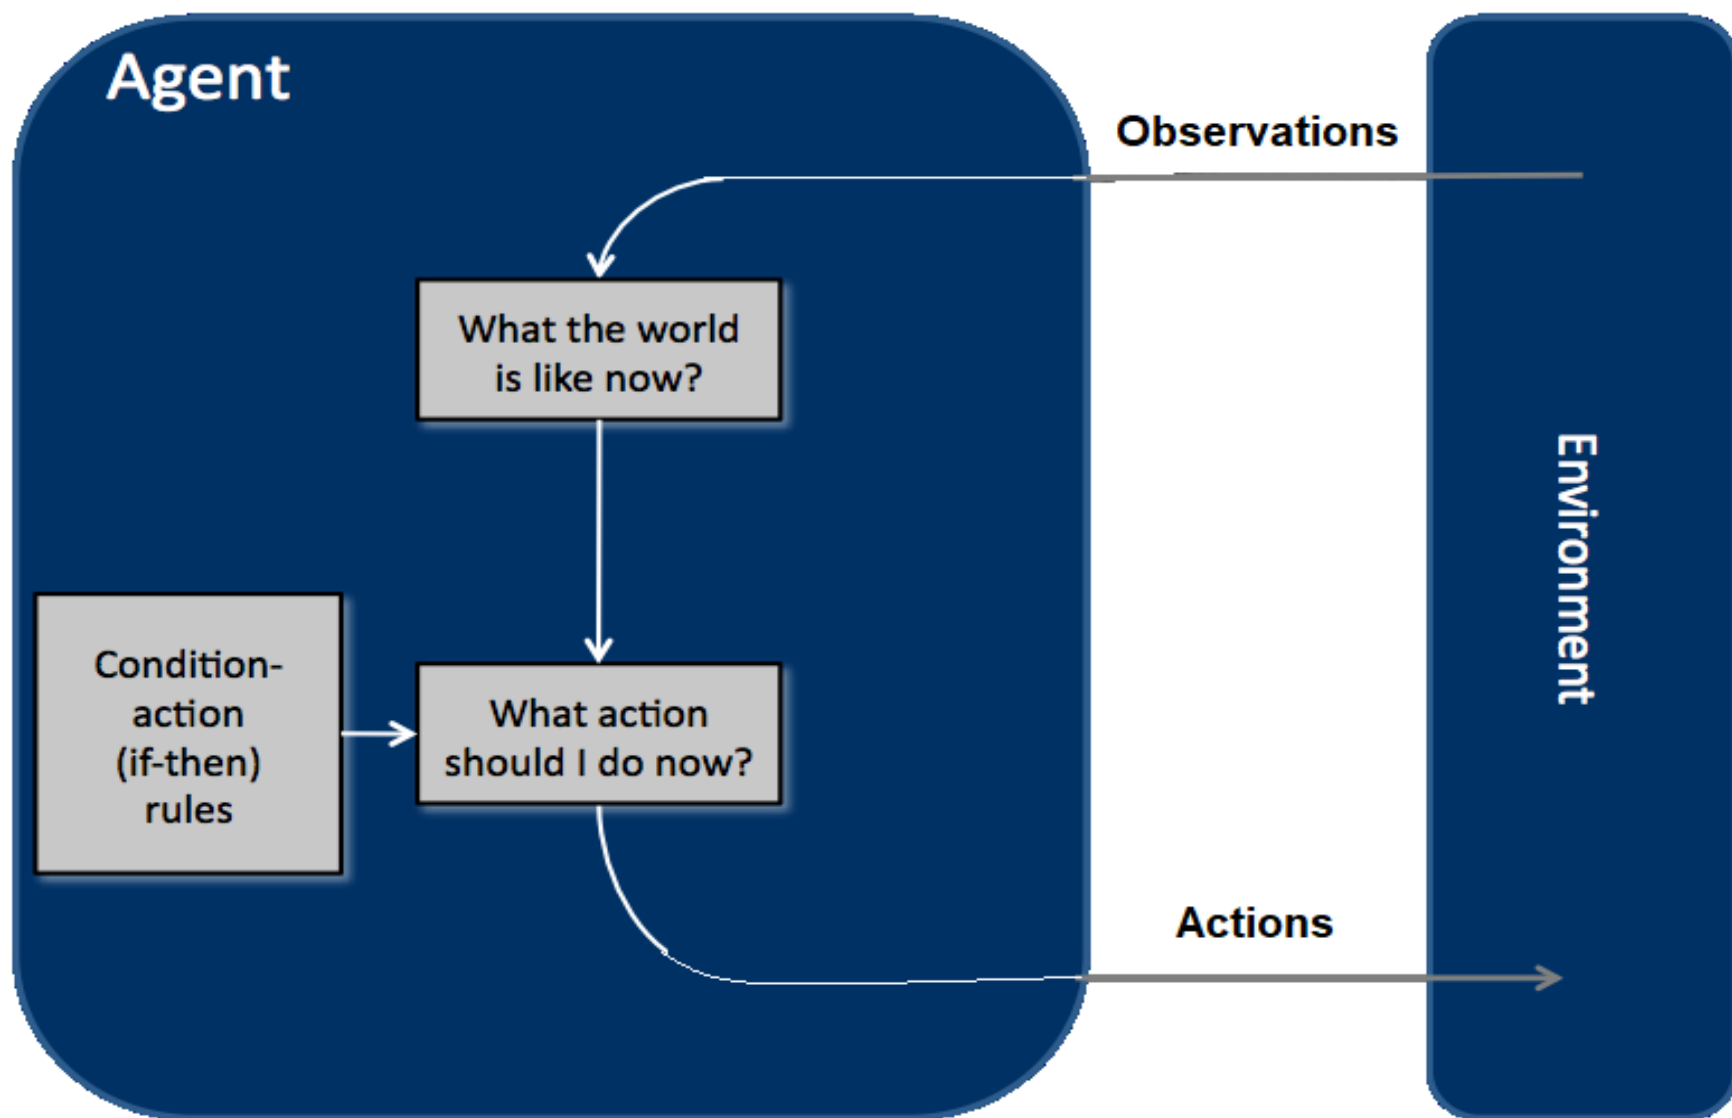 Agent
Observations
What the world
is like now?
Environment
Condition-
action
(if-then)
rules
What action
should I do now?
Actions